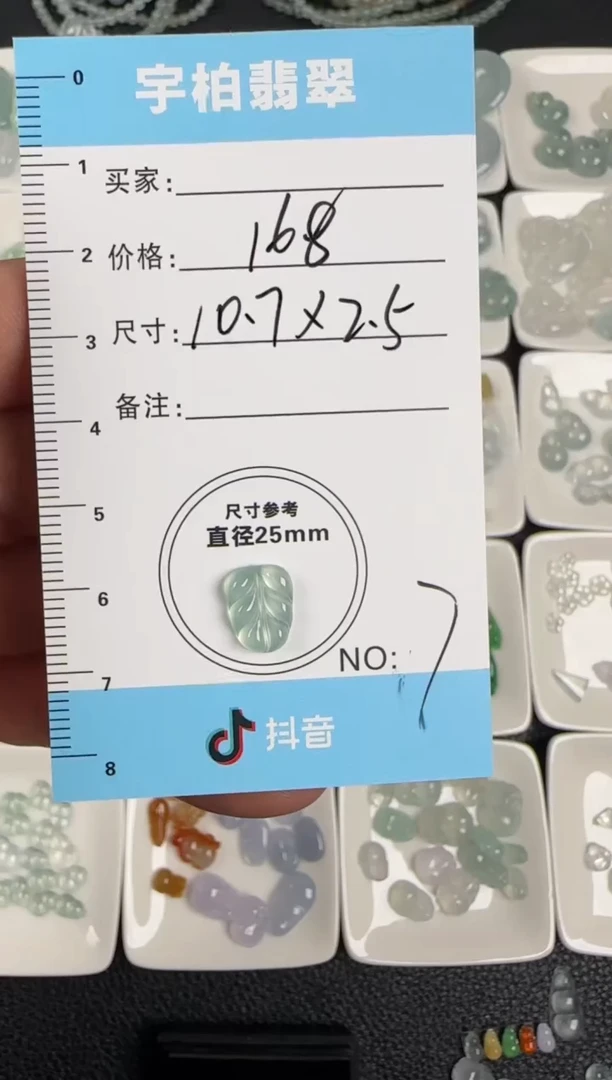 宇柏翡翠
0
1
买家:
2
价格: 168
3
尺寸: 10.7×2.5
备注:
4
5
尺寸参考
直径25mm
6
NO: 7
7
抖音
8